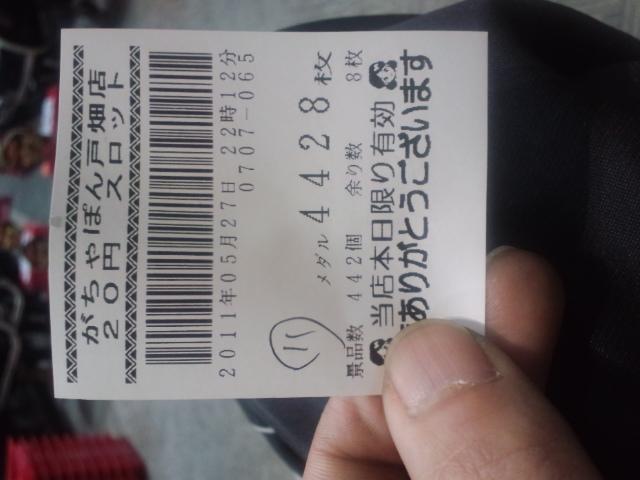 がちゃぽん戸畑店
20円 スロット
2011年05月27日 22時12分
0707-065
メダル 4428枚
11
景品数 442個 余り数 8枚
当店本日限り有効
ありがとうございます